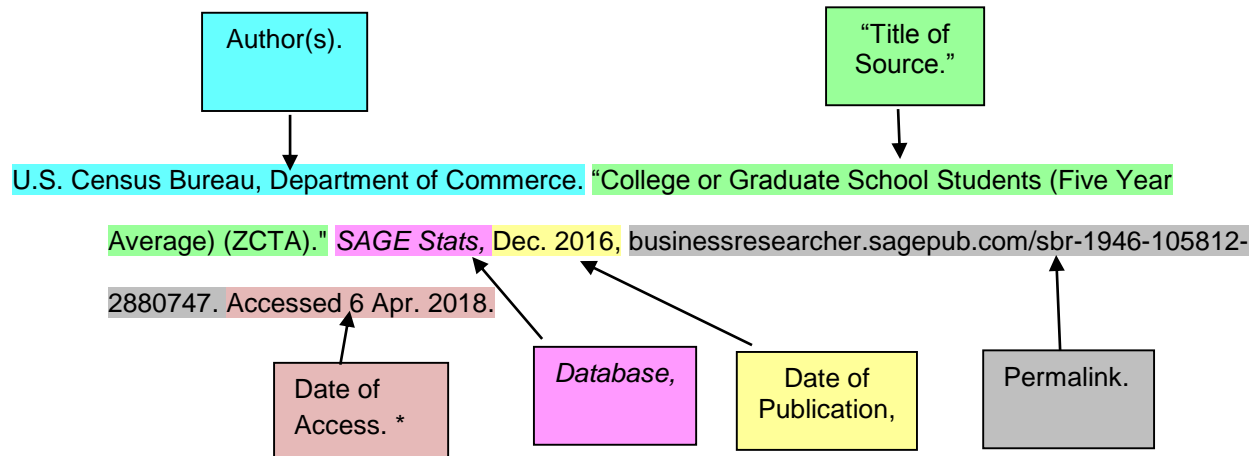 Author(s).
“Title of
Source.”
U.S. Census Bureau, Department of Commerce. “College or Graduate School Students (Five Year
Average) (ZCTA)." SAGE Stats, Dec. 2016, businessresearcher.sagepub.com/sbr-1946-105812-
2880747. Accessed 6 Apr. 2018.
Date of
Access. *
Database,
Date of
Publication,
Permalink.